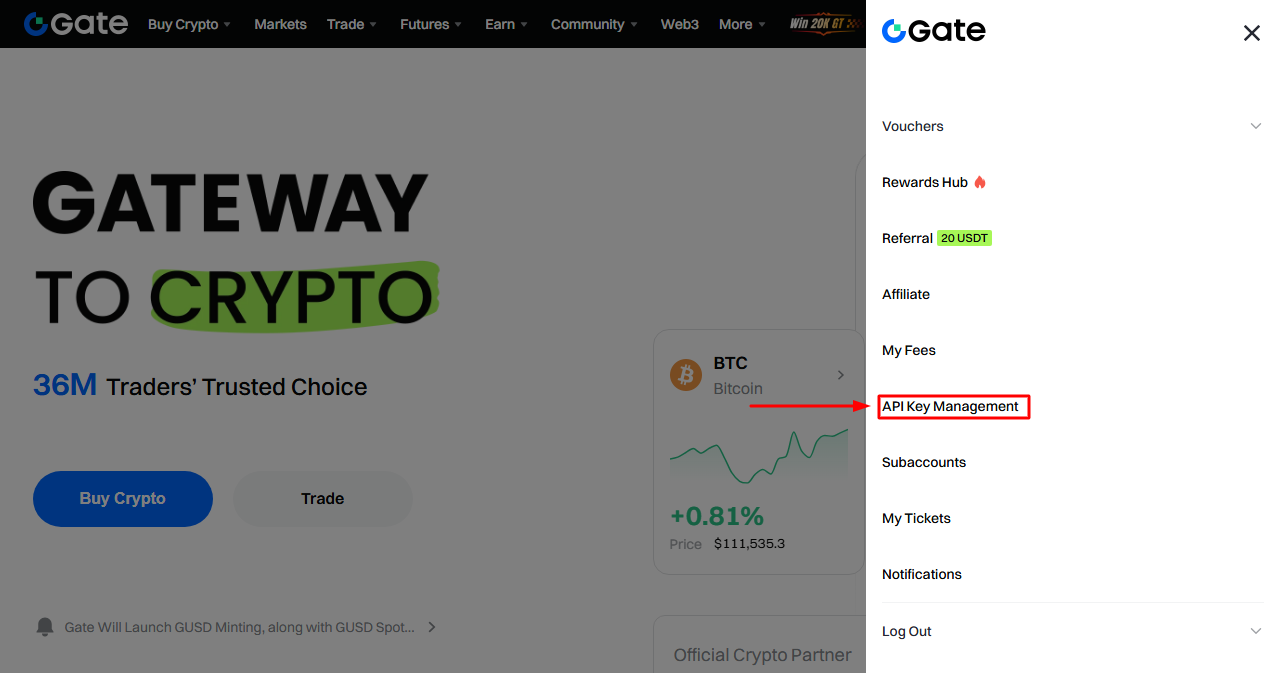 Gate
Buy Crypto
Markets
Trade
Futures
Earn
Community
Web3
More
Win 20K GT
GATEWAY
TO CRYPTO
36M Traders’ Trusted Choice
Buy Crypto
Trade
Gate Will Launch GUSD Minting, along with GUSD Spot...
BTC
Bitcoin
+0.81%
Price $111,535.3
Official Crypto Partner
Gate
Vouchers
Rewards Hub
Referral 20 USDT
Affiliate
My Fees
API Key Management
Subaccounts
My Tickets
Notifications
Log Out